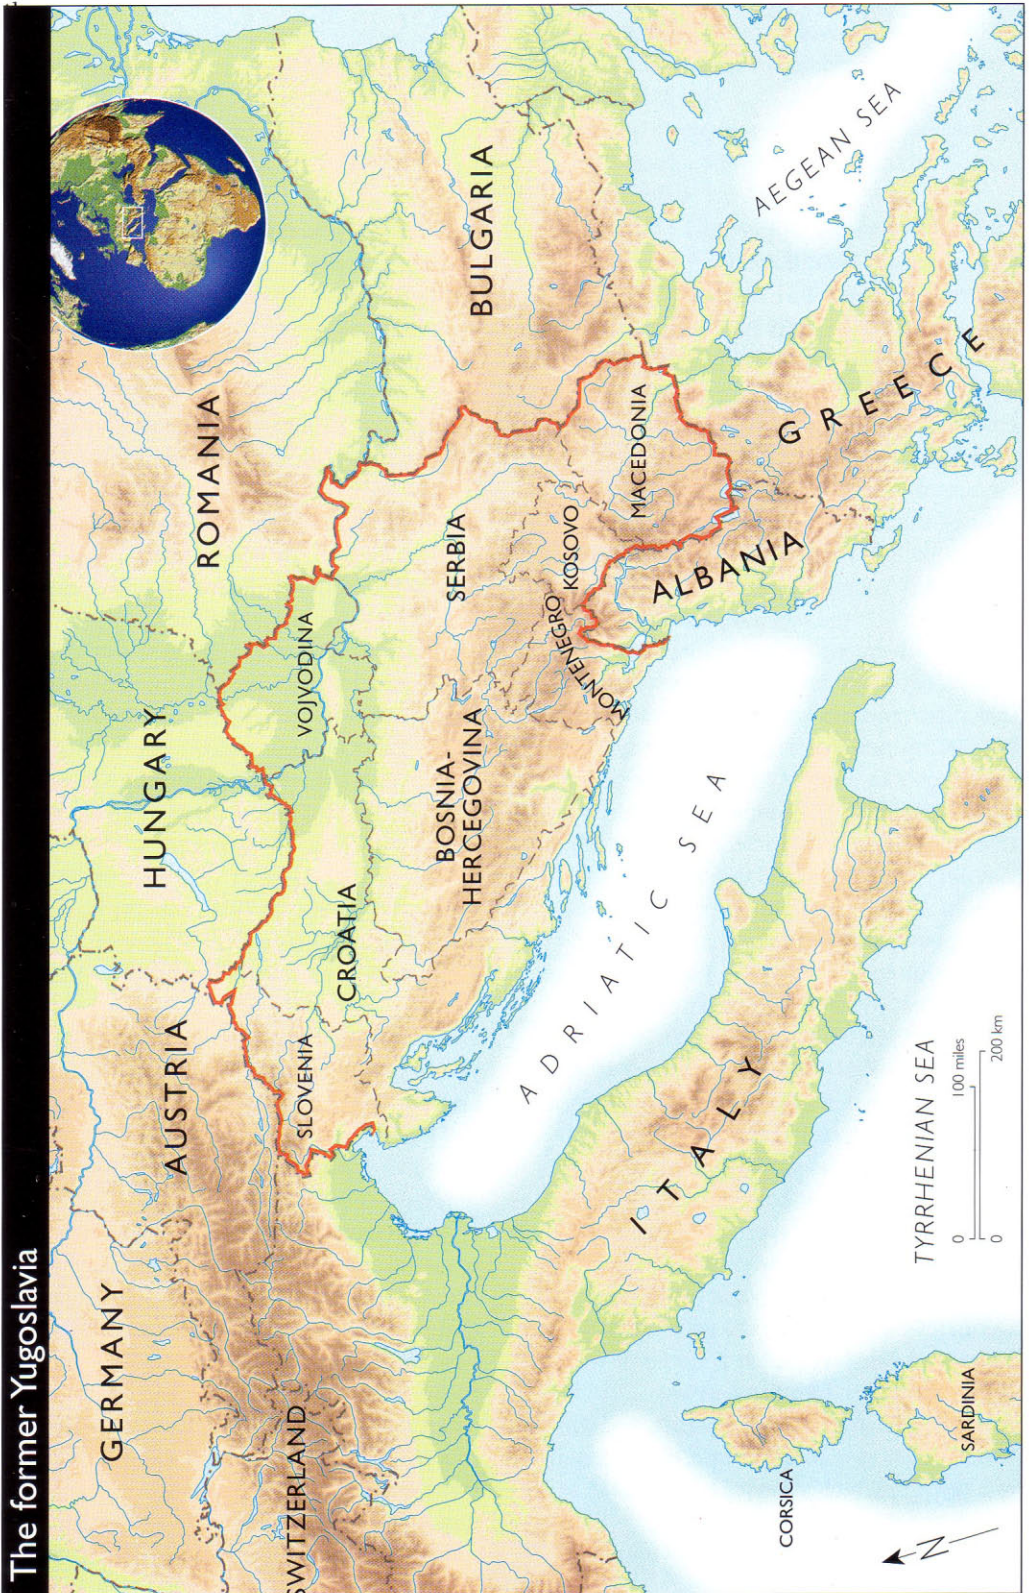 The former Yugoslavia
GERMANY
AUSTRIA
HUNGARY
ROMANIA
SWITZERLAND
SLOVENIA
CROATIA
VOJVODINA
BOSNIA-
HERCEGOVINA
SERBIA
BULGARIA
MONTENEGRO
KOSOVO
MACEDONIA
ALBANIA
GREECE
ITALY
ADRIATIC SEA
AEGEAN SEA
TYRRHENIAN SEA
CORSICA
SARDINIA
0 100 miles
0 200 km
N